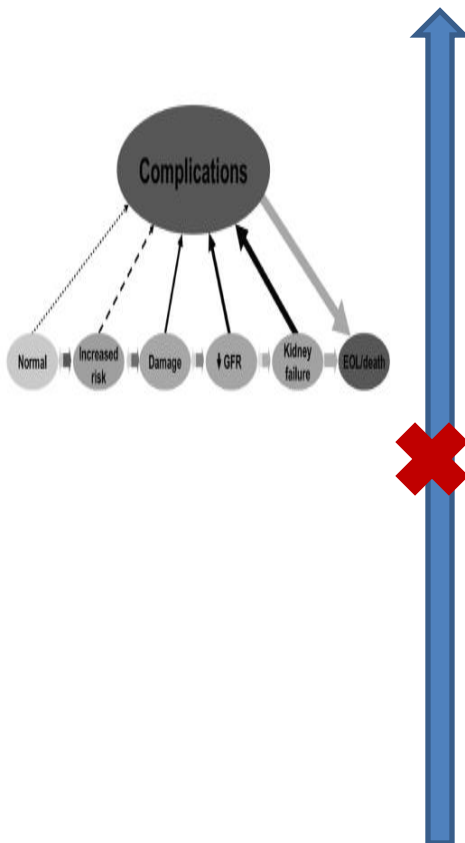 Complications
Normal
Increased
risk
Damage
↓ GFR
Kidney
failure
EOL/death